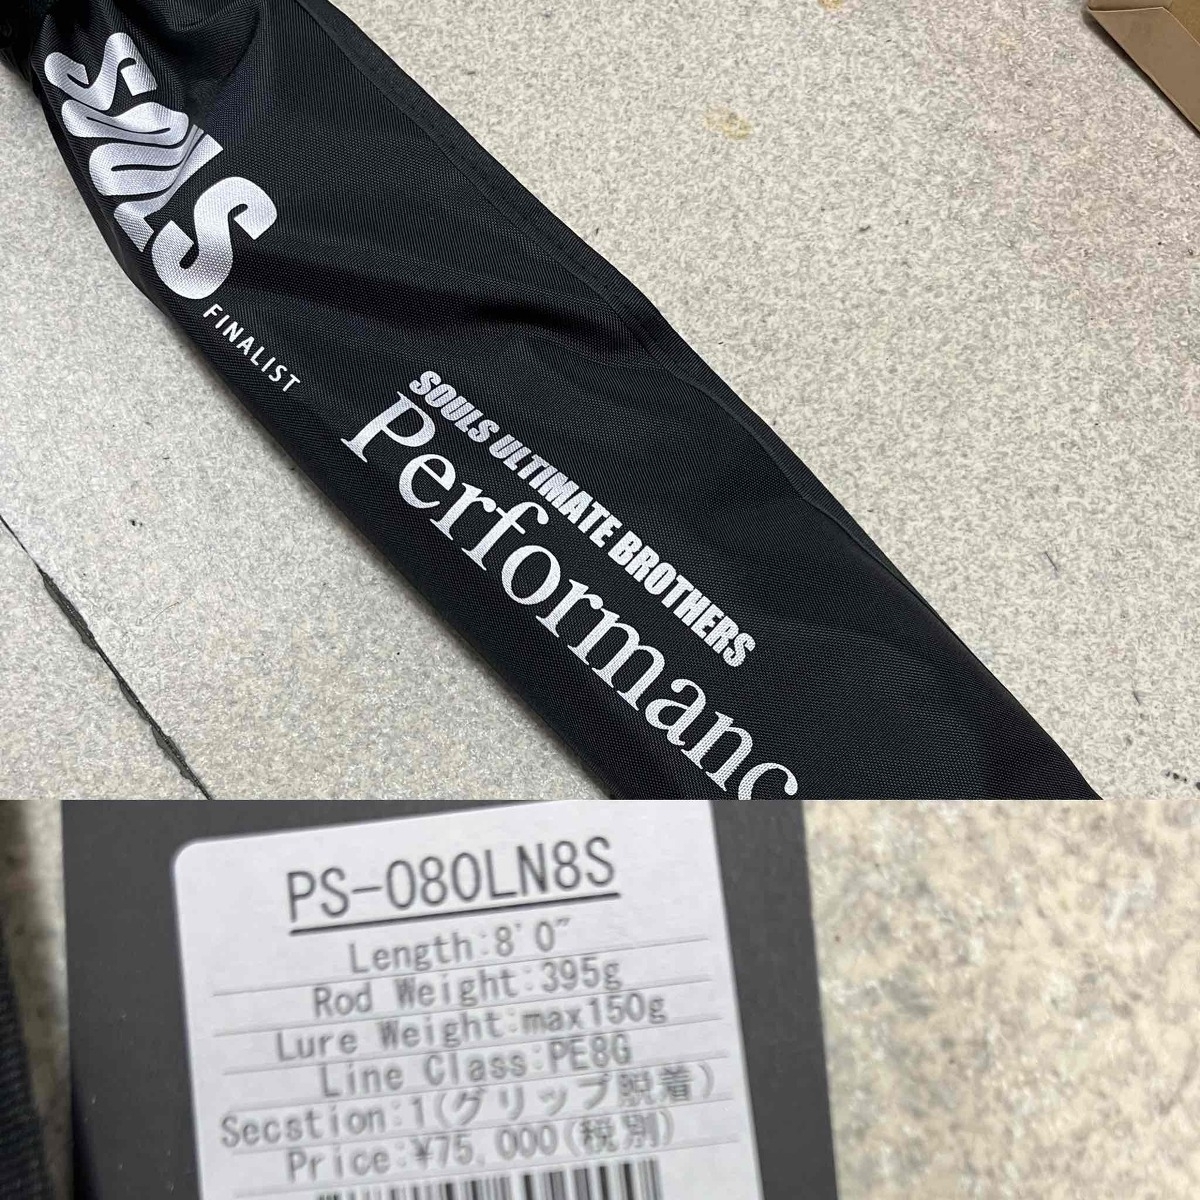 SOULS
FINALIST
SOULS ULTIMATE BROTHERS
Performanc
PS-080LN8S
Length:8'0"
Rod Weight:395g
Lure Weight:max150g
Line Class:PE8G
Secstion:1(グリップ脱着)
Price:¥75,000(税別)